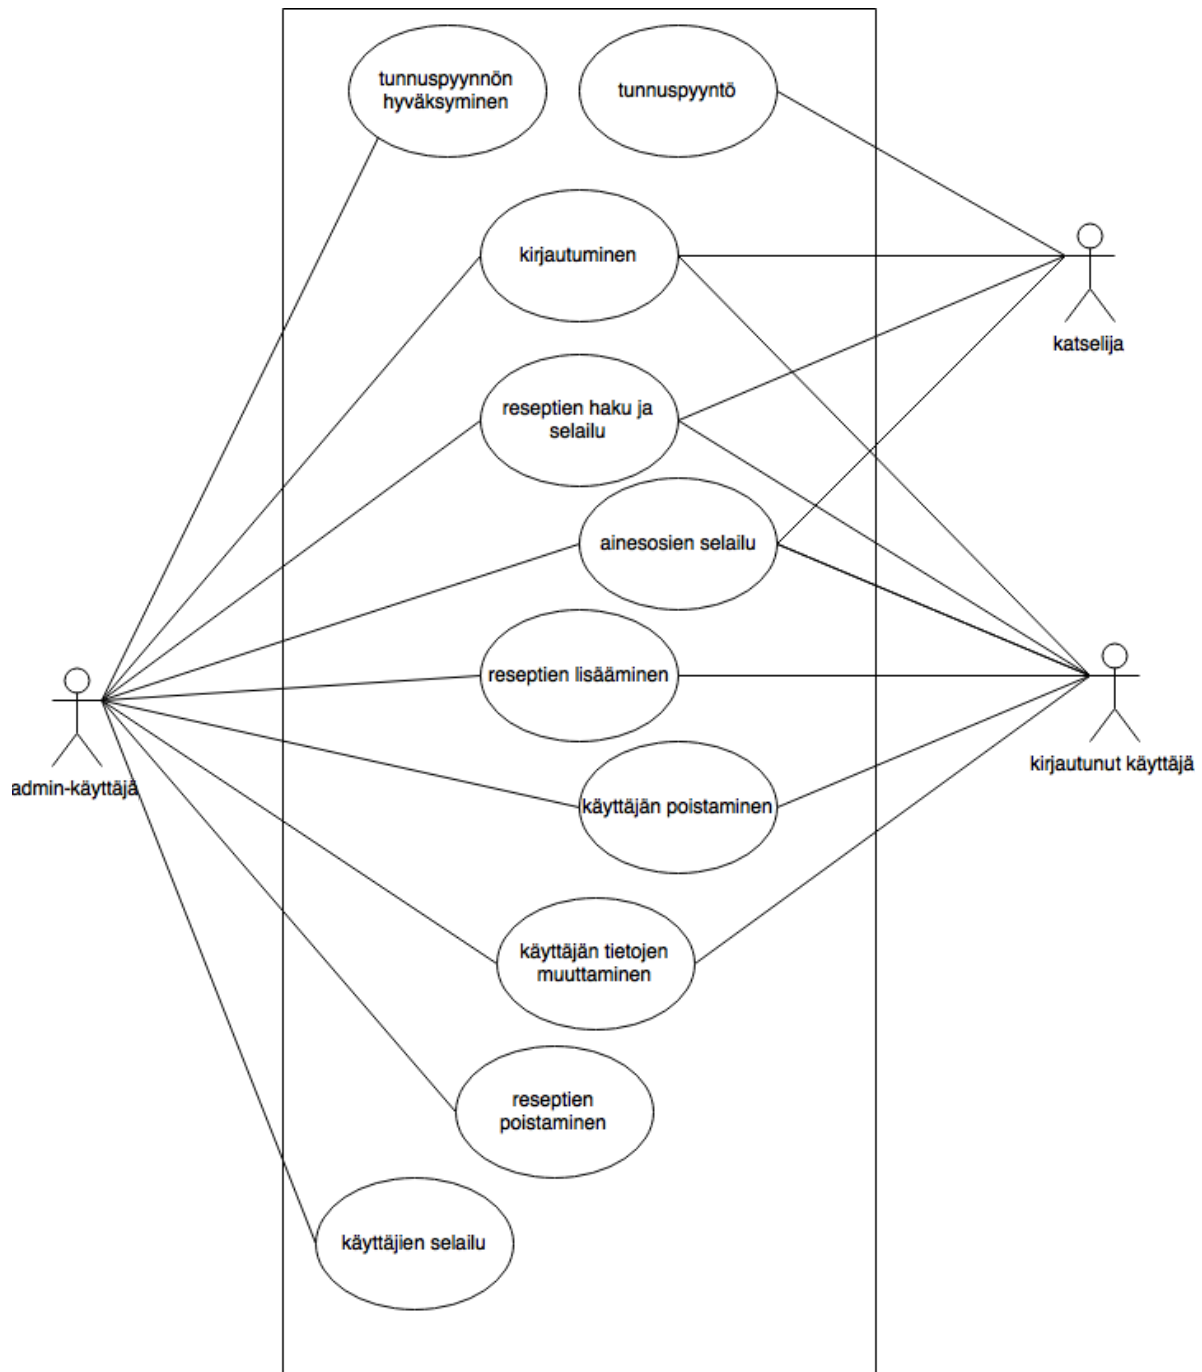 tunnuspyynnön
hyväksyminen
tunnuspyyntö
kirjautuminen
katselija
reseptien haku ja
selailu
ainesosien selailu
reseptien lisääminen
admin-käyttäjä
kirjautunut käyttäjä
käyttäjän poistaminen
käyttäjän tietojen
muuttaminen
reseptien
poistaminen
käyttäjien selailu